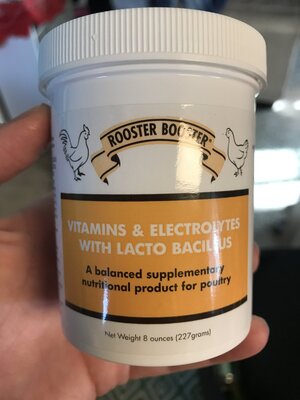 ROOSTER BOOSTER®
VITAMINS & ELECTROLYTES
WITH LACTO BACILLUS
A balanced supplementary
nutritional product for poultry
Net Weight 8 ounces (227grams)